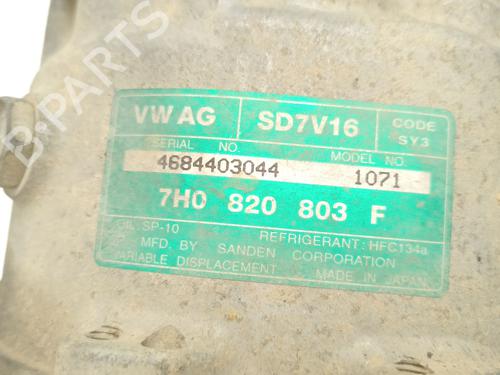 VW AG SD7V16 CODE SY3
SERIAL NO. MODEL NO.
4684403044 1071
7H0 820 803 F
OIL: SP-10 REFRIGERANT: HFC134a
MFD. BY SANDEN CORPORATION
VARIABLE DISPLACEMENT MADE IN JAPAN
B-PARTS